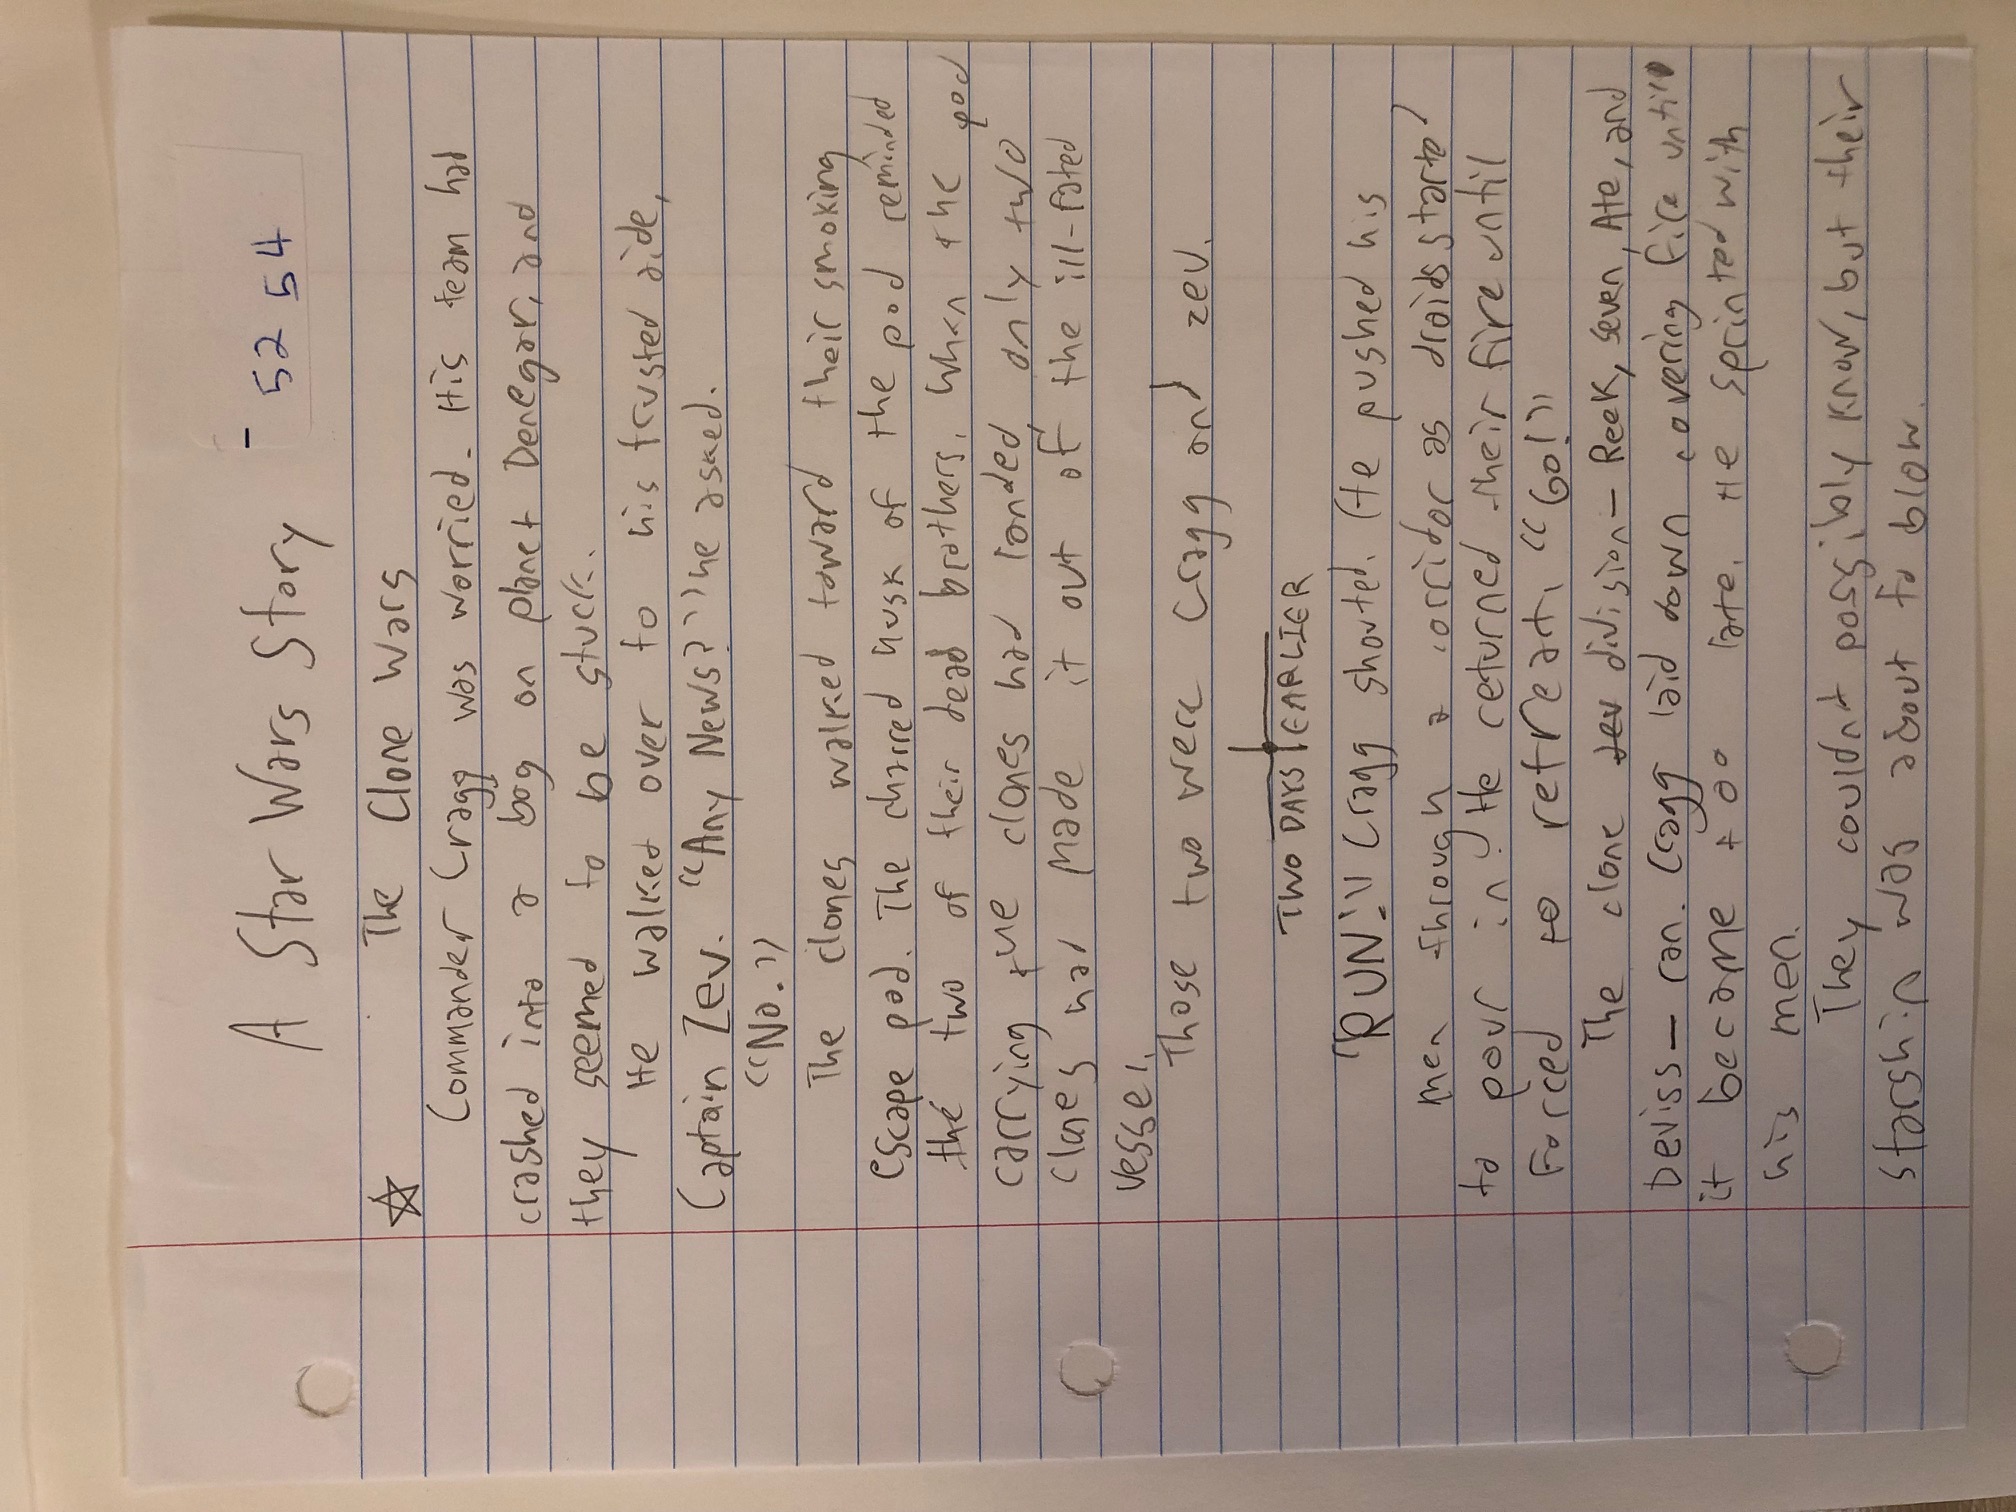 A Star Wars Story
- 52 54
The Clone Wars
Commander Cragg was worried. His team had
crashed into a bog on planet Denegar, and
they seemed to be stuck.
He walked over to his trusted aide,
Captain Zev. "Any News?" he asked.
"No."
The clones walked toward their smoking
escape pod. The charred husk of the pod reminded
the two of their dead brothers. When the pod
carrying the clones had landed, only two
clones had made it out of the ill-fated
vessel.
Those two were Cragg and Zev.
TWO DAYS EARLIER
"RUN!" Cragg shouted. He pushed his
men through a corridor as droids started
to pour in. He returned their fire until
forced to retreat. "Go!"
The clone division— Reek, Seven, Ate, and
Deviss— ran. Cragg laid down covering fire until
it became too late. He sprinted with
his men.
They couldnt possibly know, but their
starship was about to blow.